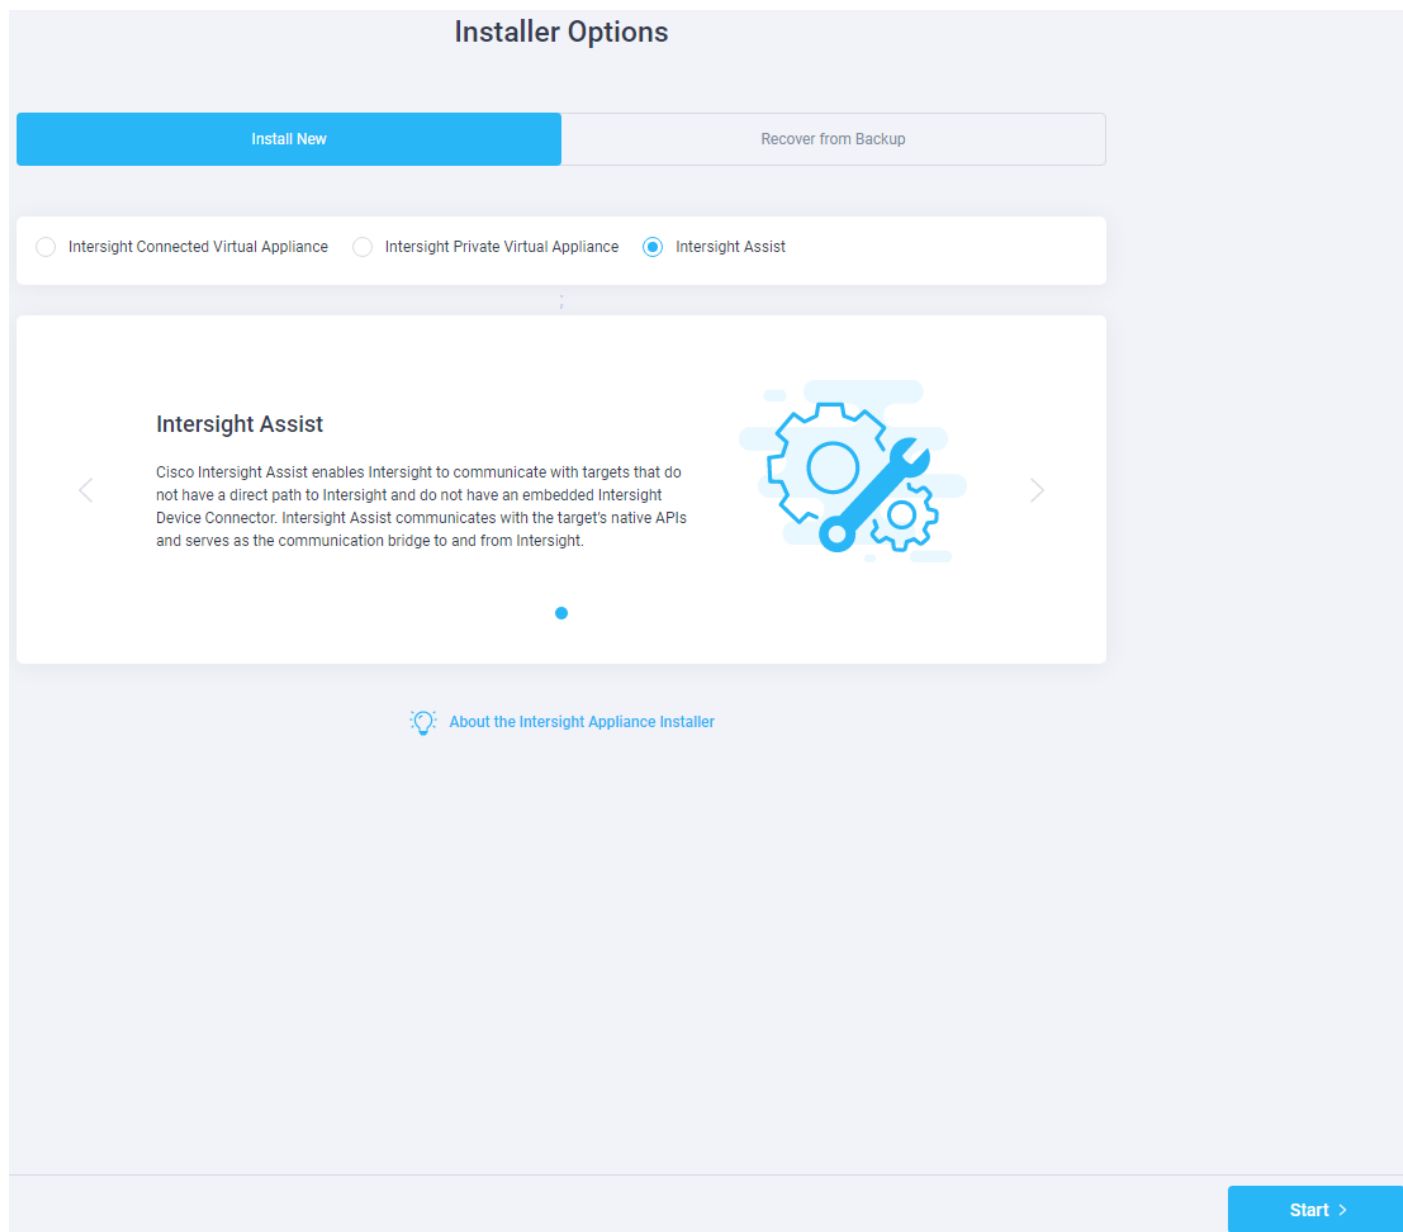 Installer Options
Install New
Recover from Backup
Intersight Connected Virtual Appliance
Intersight Private Virtual Appliance
Intersight Assist
;
Intersight Assist
Cisco Intersight Assist enables Intersight to communicate with targets that do
not have a direct path to Intersight and do not have an embedded Intersight
Device Connector. Intersight Assist communicates with the target's native APIs
and serves as the communication bridge to and from Intersight.
About the Intersight Appliance Installer
Start